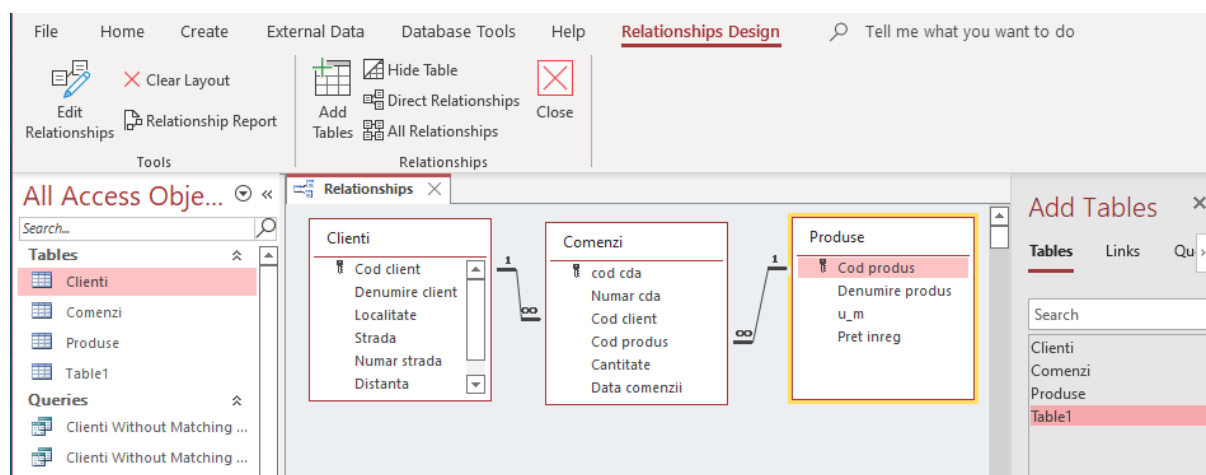 File Home Create External Data Database Tools Help Relationships Design Tell me what you want to do
Edit Relationships
Clear Layout
Relationship Report
Tools
Add Tables
Hide Table
Direct Relationships
All Relationships
Close
Relationships
All Access Obje...
Search...
Tables
Clienti
Comenzi
Produse
Table1
Queries
Clienti Without Matching ...
Clienti Without Matching ...
Relationships
Clienti
Cod client
Denumire client
Localitate
Strada
Numar strada
Distanta
1
∞
Comenzi
cod cda
Numar cda
Cod client
Cod produs
Cantitate
Data comenzii
1
∞
Produse
Cod produs
Denumire produs
u_m
Pret inreg
Add Tables
Tables Links Qu
Search
Clienti
Comenzi
Produse
Table1